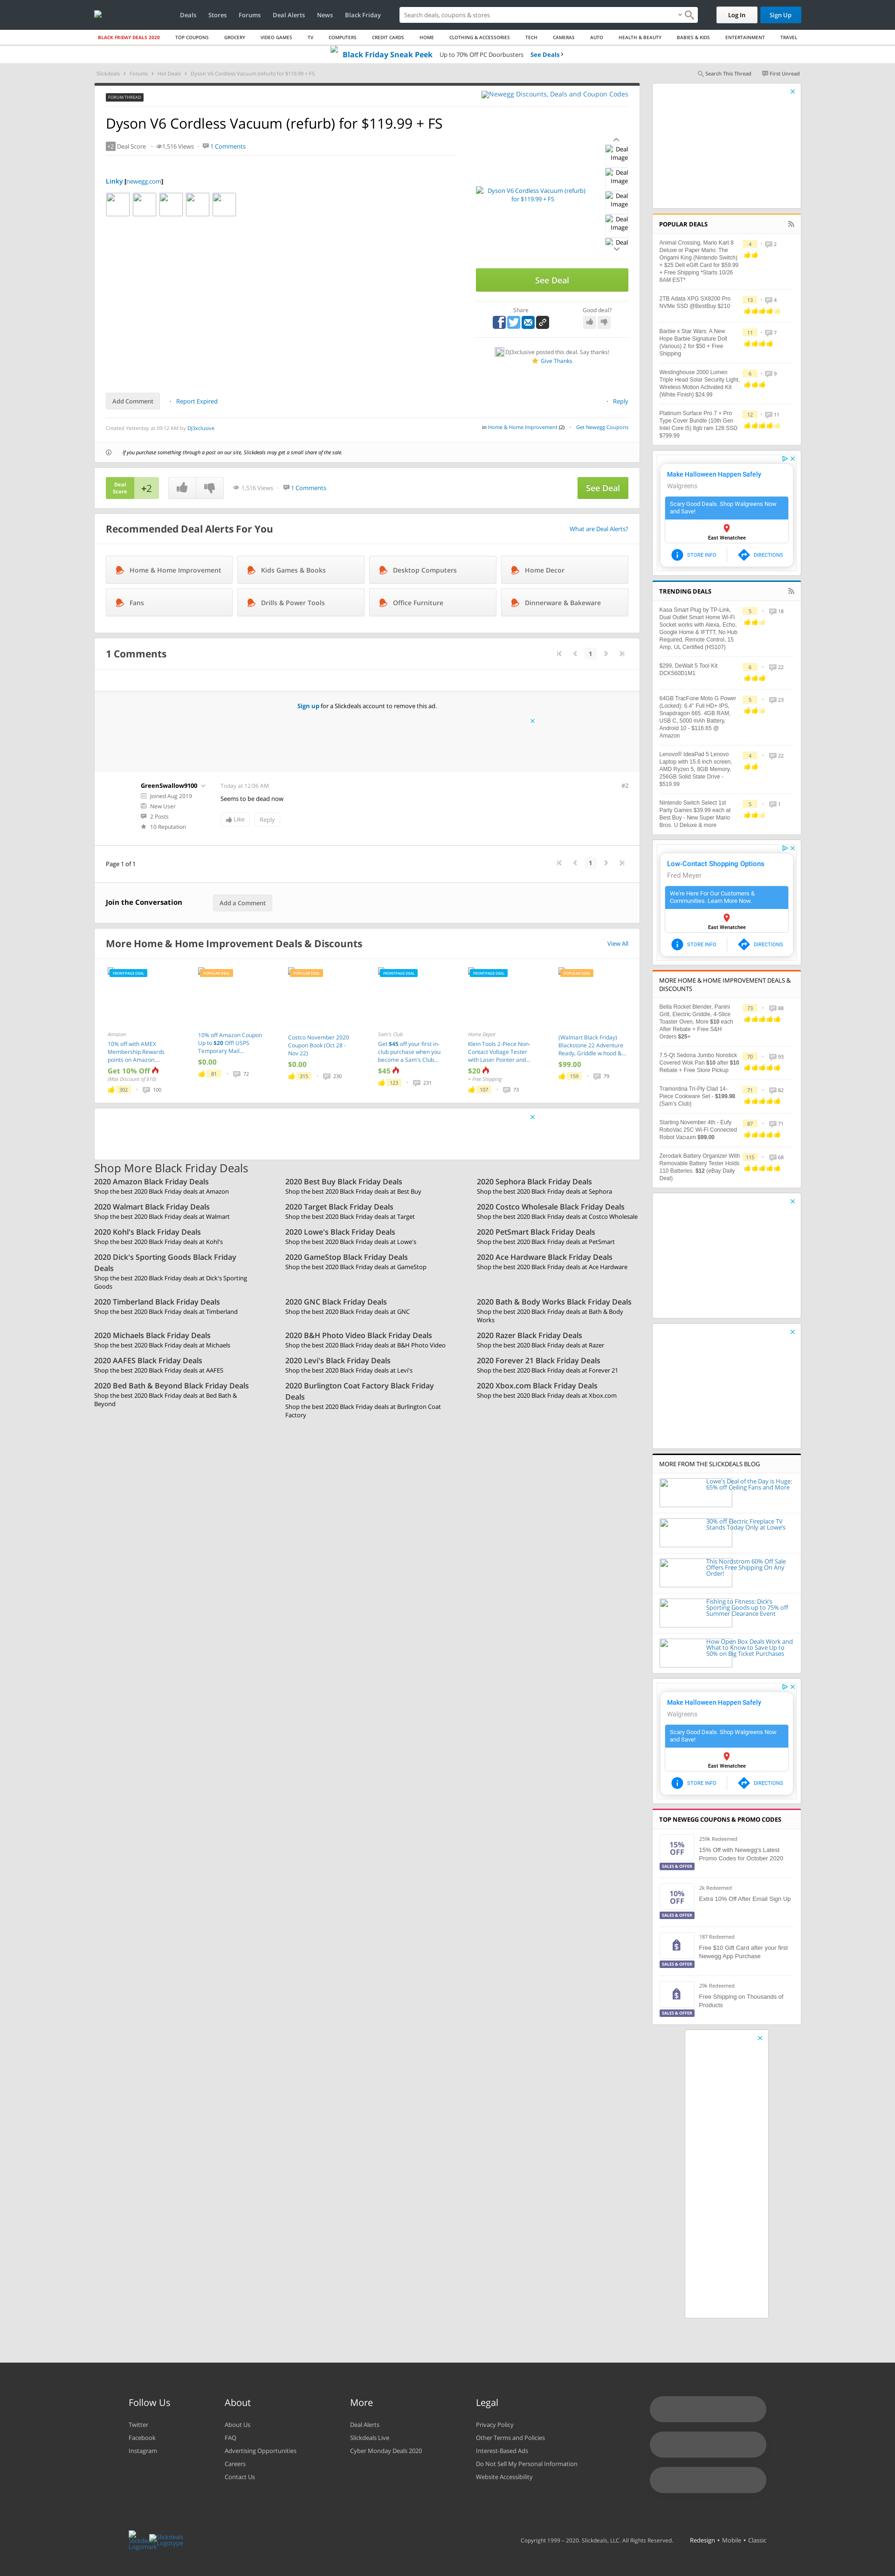 Deals
Stores
Forums
Deal Alerts
News
Black Friday
Search deals, coupons & stores
Log In
Sign Up
BLACK FRIDAY DEALS 2020
TOP COUPONS
GROCERY
VIDEO GAMES
TV
COMPUTERS
CREDIT CARDS
HOME
CLOTHING & ACCESSORIES
TECH
CAMERAS
AUTO
HEALTH & BEAUTY
BABIES & KIDS
ENTERTAINMENT
TRAVEL
Black Friday Sneak Peek
Up to 70% Off PC Doorbusters
See Deals
Slickdeals
Forums
Hot Deals
Dyson V6 Cordless Vacuum (refurb) for $119.99 + FS
Search This Thread
First Unread
FORUM THREAD
Newegg Discounts, Deals and Coupon Codes
Dyson V6 Cordless Vacuum (refurb) for $119.99 + FS
+2 Deal Score
1,516 Views
1 Comments
Linky [newegg.com]
Dyson V6 Cordless Vacuum (refurb) for $119.99 + FS
Deal Image
Deal Image
Deal Image
Deal Image
Deal
See Deal
Share
Good deal?
DJ3xclusive posted this deal. Say thanks!
Give Thanks
Add Comment
Report Expired
Reply
Created Yesterday at 09:12 AM by DJ3xclusive
in Home & Home Improvement (2)
Get Newegg Coupons
If you purchase something through a post on our site, Slickdeals may get a small share of the sale.
Deal Score
+2
1,516 Views
1 Comments
See Deal
Recommended Deal Alerts For You
What are Deal Alerts?
Home & Home Improvement
Kids Games & Books
Desktop Computers
Home Decor
Fans
Drills & Power Tools
Office Furniture
Dinnerware & Bakeware
1 Comments
1
Sign up for a Slickdeals account to remove this ad.
GreenSwallow9100
Joined Aug 2019
New User
2 Posts
10 Reputation
Today at 12:06 AM
#2
Seems to be dead now
Like
Reply
Page 1 of 1
1
Join the Conversation
Add a Comment
More Home & Home Improvement Deals & Discounts
View All
FRONTPAGE DEAL
Amazon
10% off with AMEX Membership Rewards points on Amazon...
Get 10% Off
(Max Discount of $10)
302
100
POPULAR DEAL
10% off Amazon Coupon Up to $20 Off! USPS Temporary Mail...
$0.00
81
72
POPULAR DEAL
Costco November 2020 Coupon Book (Oct 28 - Nov 22)
$0.00
315
230
FRONTPAGE DEAL
Sam's Club
Get $45 off your first in-club purchase when you become a Sam's Club...
$45
123
231
FRONTPAGE DEAL
Home Depot
Klein Tools 2-Piece Non-Contact Voltage Tester with Laser Pointer and...
$20
+ Free Shipping
107
73
POPULAR DEAL
(Walmart Black Friday) Blackstone 22 Adventure Ready, Griddle w hood &...
$99.00
159
79
Shop More Black Friday Deals
2020 Amazon Black Friday Deals
Shop the best 2020 Black Friday deals at Amazon
2020 Best Buy Black Friday Deals
Shop the best 2020 Black Friday deals at Best Buy
2020 Sephora Black Friday Deals
Shop the best 2020 Black Friday deals at Sephora
2020 Walmart Black Friday Deals
Shop the best 2020 Black Friday deals at Walmart
2020 Target Black Friday Deals
Shop the best 2020 Black Friday deals at Target
2020 Costco Wholesale Black Friday Deals
Shop the best 2020 Black Friday deals at Costco Wholesale
2020 Kohl's Black Friday Deals
Shop the best 2020 Black Friday deals at Kohl's
2020 Lowe's Black Friday Deals
Shop the best 2020 Black Friday deals at Lowe's
2020 PetSmart Black Friday Deals
Shop the best 2020 Black Friday deals at PetSmart
2020 Dick's Sporting Goods Black Friday Deals
Shop the best 2020 Black Friday deals at Dick's Sporting Goods
2020 GameStop Black Friday Deals
Shop the best 2020 Black Friday deals at GameStop
2020 Ace Hardware Black Friday Deals
Shop the best 2020 Black Friday deals at Ace Hardware
2020 Timberland Black Friday Deals
Shop the best 2020 Black Friday deals at Timberland
2020 GNC Black Friday Deals
Shop the best 2020 Black Friday deals at GNC
2020 Bath & Body Works Black Friday Deals
Shop the best 2020 Black Friday deals at Bath & Body Works
2020 Michaels Black Friday Deals
Shop the best 2020 Black Friday deals at Michaels
2020 B&H Photo Video Black Friday Deals
Shop the best 2020 Black Friday deals at B&H Photo Video
2020 Razer Black Friday Deals
Shop the best 2020 Black Friday deals at Razer
2020 AAFES Black Friday Deals
Shop the best 2020 Black Friday deals at AAFES
2020 Levi's Black Friday Deals
Shop the best 2020 Black Friday deals at Levi's
2020 Forever 21 Black Friday Deals
Shop the best 2020 Black Friday deals at Forever 21
2020 Bed Bath & Beyond Black Friday Deals
Shop the best 2020 Black Friday deals at Bed Bath & Beyond
2020 Burlington Coat Factory Black Friday Deals
Shop the best 2020 Black Friday deals at Burlington Coat Factory
2020 Xbox.com Black Friday Deals
Shop the best 2020 Black Friday deals at Xbox.com
POPULAR DEALS
Animal Crossing, Mario Kart 8 Deluxe or Paper Mario: The Origami King (Nintendo Switch) + $25 Dell eGift Card for $59.99 + Free Shipping *Starts 10/26 8AM EST*
4
2
2TB Adata XPG SX8200 Pro NVMe SSD @BestBuy $210
13
4
Barbie x Star Wars: A New Hope Barbie Signature Doll (Various) 2 for $50 + Free Shipping
11
7
Westinghouse 2000 Lumen Triple Head Solar Security Light, Wireless Motion Activated Kit (White Finish) $24.99
6
9
Platinum Surface Pro 7 + Pro Type Cover Bundle (10th Gen Intel Core i5) 8gb ram 128 SSD $799.99
12
11
Make Halloween Happen Safely
Walgreens
Scary Good Deals. Shop Walgreens Now and Save!
East Wenatchee
STORE INFO
DIRECTIONS
TRENDING DEALS
Kasa Smart Plug by TP-Link, Dual Outlet Smart Home Wi-Fi Socket works with Alexa, Echo, Google Home & IFTTT, No Hub Required, Remote Control, 15 Amp, UL Certified (HS107)
5
18
$299, DeWalt 5 Tool Kit DCK560D1M1
6
22
64GB TracFone Moto G Power (Locked): 6.4" Full HD+ IPS, Snapdragon 665, 4GB RAM, USB C, 5000 mAh Battery, Android 10 - $116.65 @ Amazon
5
23
Lenovo® IdeaPad 5 Lenovo Laptop with 15.6 inch screen, AMD Ryzen 5, 8GB Memory, 256GB Solid State Drive - $519.99
4
22
Nintendo Switch Select 1st Party Games $39.99 each at Best Buy - New Super Mario Bros. U Deluxe & more
5
1
Low-Contact Shopping Options
Fred Meyer
We're Here For Our Customers & Communities. Learn More Now.
East Wenatchee
STORE INFO
DIRECTIONS
MORE HOME & HOME IMPROVEMENT DEALS & DISCOUNTS
Bella Rocket Blender, Panini Grill, Electric Griddle, 4-Slice Toaster Oven, More $10 each After Rebate + Free S&H Orders $25+
73
88
7.5-Qt Sedona Jumbo Nonstick Covered Wok Pan $10 after $10 Rebate + Free Store Pickup
70
93
Tramontina Tri-Ply Clad 14-Piece Cookware Set - $199.98 (Sam's Club)
71
82
Starting November 4th - Eufy RoboVac 25C Wi-Fi Connected Robot Vacuum $99.00
87
71
Zerodark Battery Organizer With Removable Battery Tester Holds 110 Batteries. $12 (eBay Daily Deal)
115
68
MORE FROM THE SLICKDEALS BLOG
Lowe's Deal of the Day is Huge: 65% off Ceiling Fans and More
30% off Electric Fireplace TV Stands Today Only at Lowe's
This Nordstrom 60% Off Sale Offers Free Shipping On Any Order!
Fishing to Fitness: Dick's Sporting Goods up to 75% off Summer Clearance Event
How Open Box Deals Work and What to Know to Save Up to 50% on Big Ticket Purchases
Make Halloween Happen Safely
Walgreens
Scary Good Deals. Shop Walgreens Now and Save!
East Wenatchee
STORE INFO
DIRECTIONS
TOP NEWEGG COUPONS & PROMO CODES
15% OFF
SALES & OFFER
259k Redeemed
15% Off with Newegg's Latest Promo Codes for October 2020
10% OFF
SALES & OFFER
2k Redeemed
Extra 10% Off After Email Sign Up
SALES & OFFER
187 Redeemed
Free $10 Gift Card after your first Newegg App Purchase
SALES & OFFER
29k Redeemed
Free Shipping on Thousands of Products
Follow Us
Twitter
Facebook
Instagram
About
About Us
FAQ
Advertising Opportunities
Careers
Contact Us
More
Deal Alerts
Slickdeals Live
Cyber Monday Deals 2020
Legal
Privacy Policy
Other Terms and Policies
Interest-Based Ads
Do Not Sell My Personal Information
Website Accessibility
Slickdeals Logotype
Copyright 1999 – 2020. Slickdeals, LLC. All Rights Reserved.
Redesign • Mobile • Classic